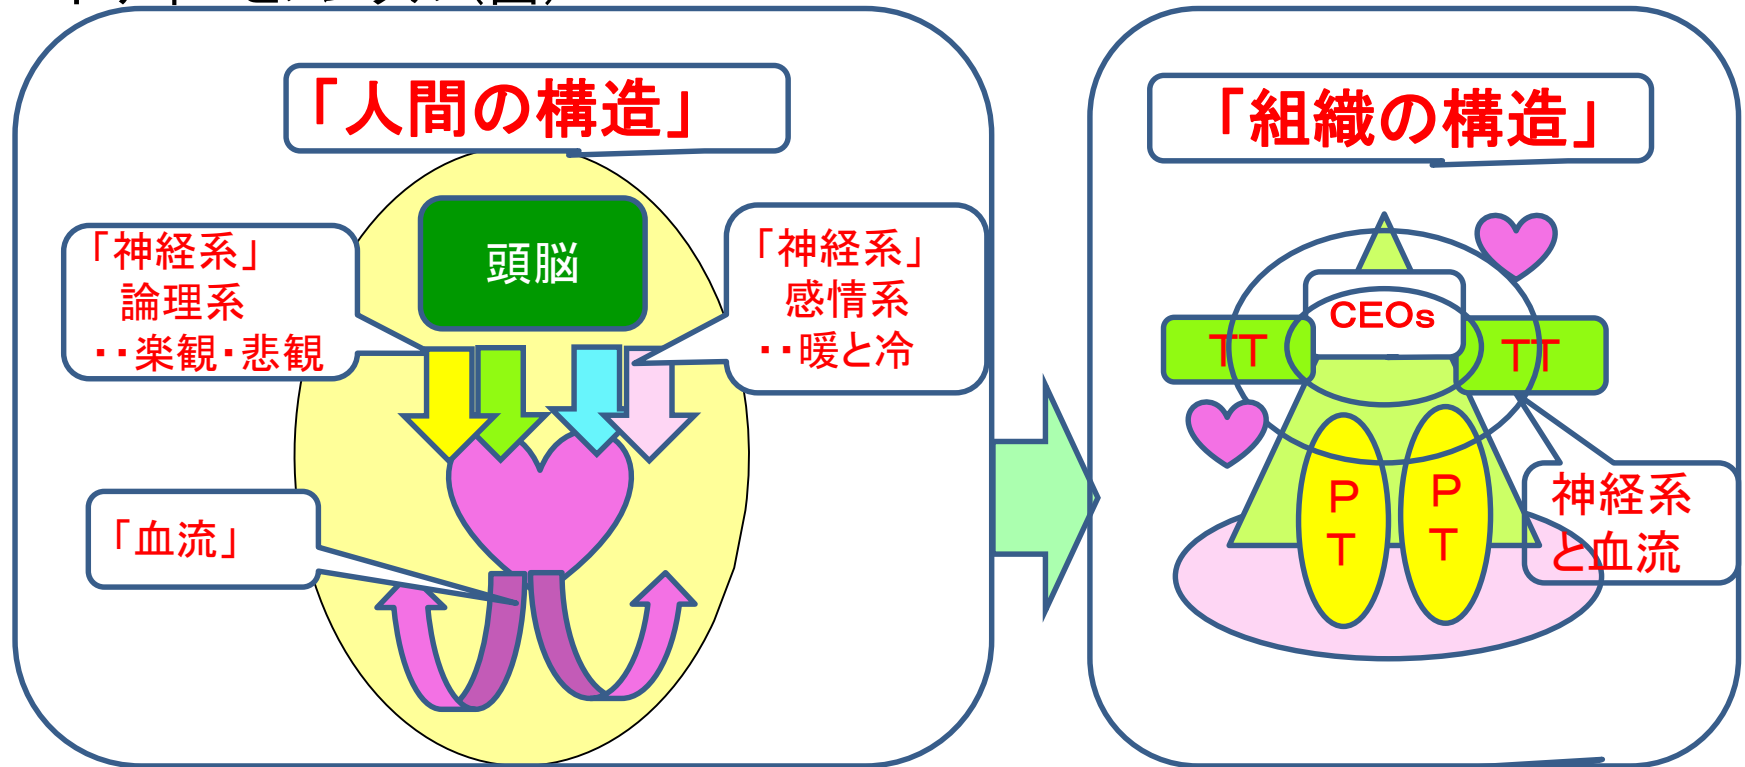 「人間の構造」
頭脳
「神経系」
論理系
・・楽観・悲観
「神経系」
感情系
・・暖と冷
「血流」
「組織の構造」
CEOs
TT
TT
P
T
P
T
神経系
と血流